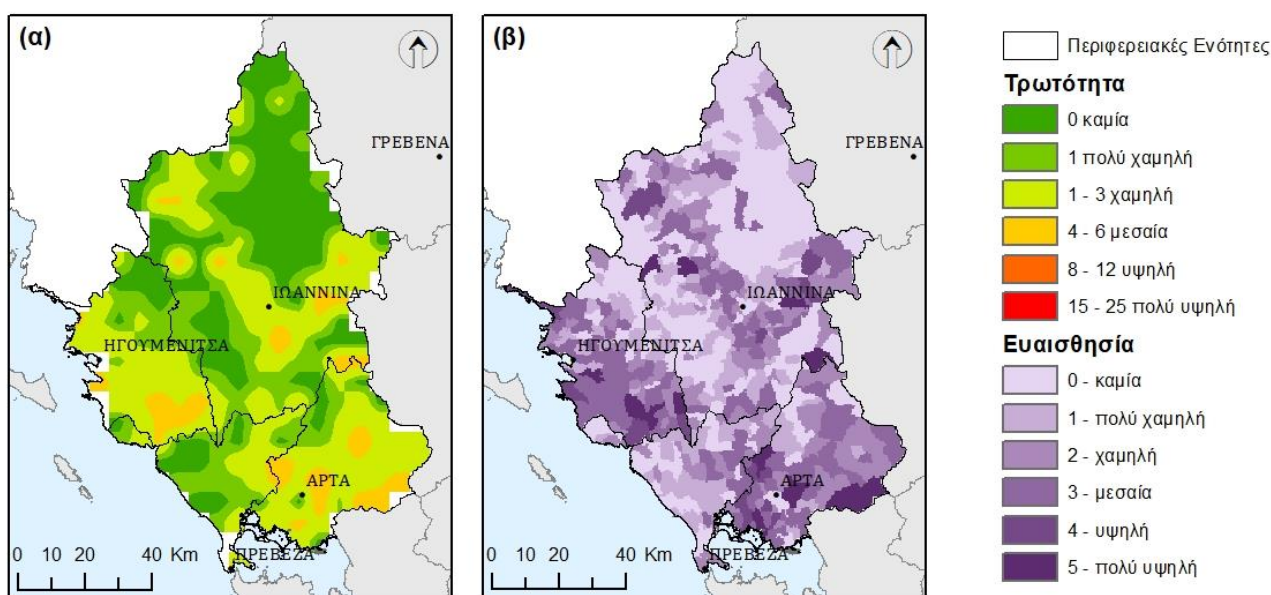 (α)
ΓΡΕΒΕΝΑ
ΙΩΑΝΝΙΝΑ
ΗΓΟΥΜΕΝΙΤΣΑ
ΑΡΤΑ
ΠΡΕΒΕΖΑ
0 10 20 40 Km
(β)
ΓΡΕΒΕΝΑ
ΙΩΑΝΝΙΝΑ
ΗΓΟΥΜΕΝΙΤΣΑ
ΑΡΤΑ
ΠΡΕΒΕΖΑ
0 10 20 40 Km
Περιφερειακές Ενότητες
Τρωτότητα
0 καμία
1 πολύ χαμηλή
1 - 3 χαμηλή
4 - 6 μεσαία
8 - 12 υψηλή
15 - 25 πολύ υψηλή
Ευαισθησία
0 - καμία
1 - πολύ χαμηλή
2 - χαμηλή
3 - μεσαία
4 - υψηλή
5 - πολύ υψηλή